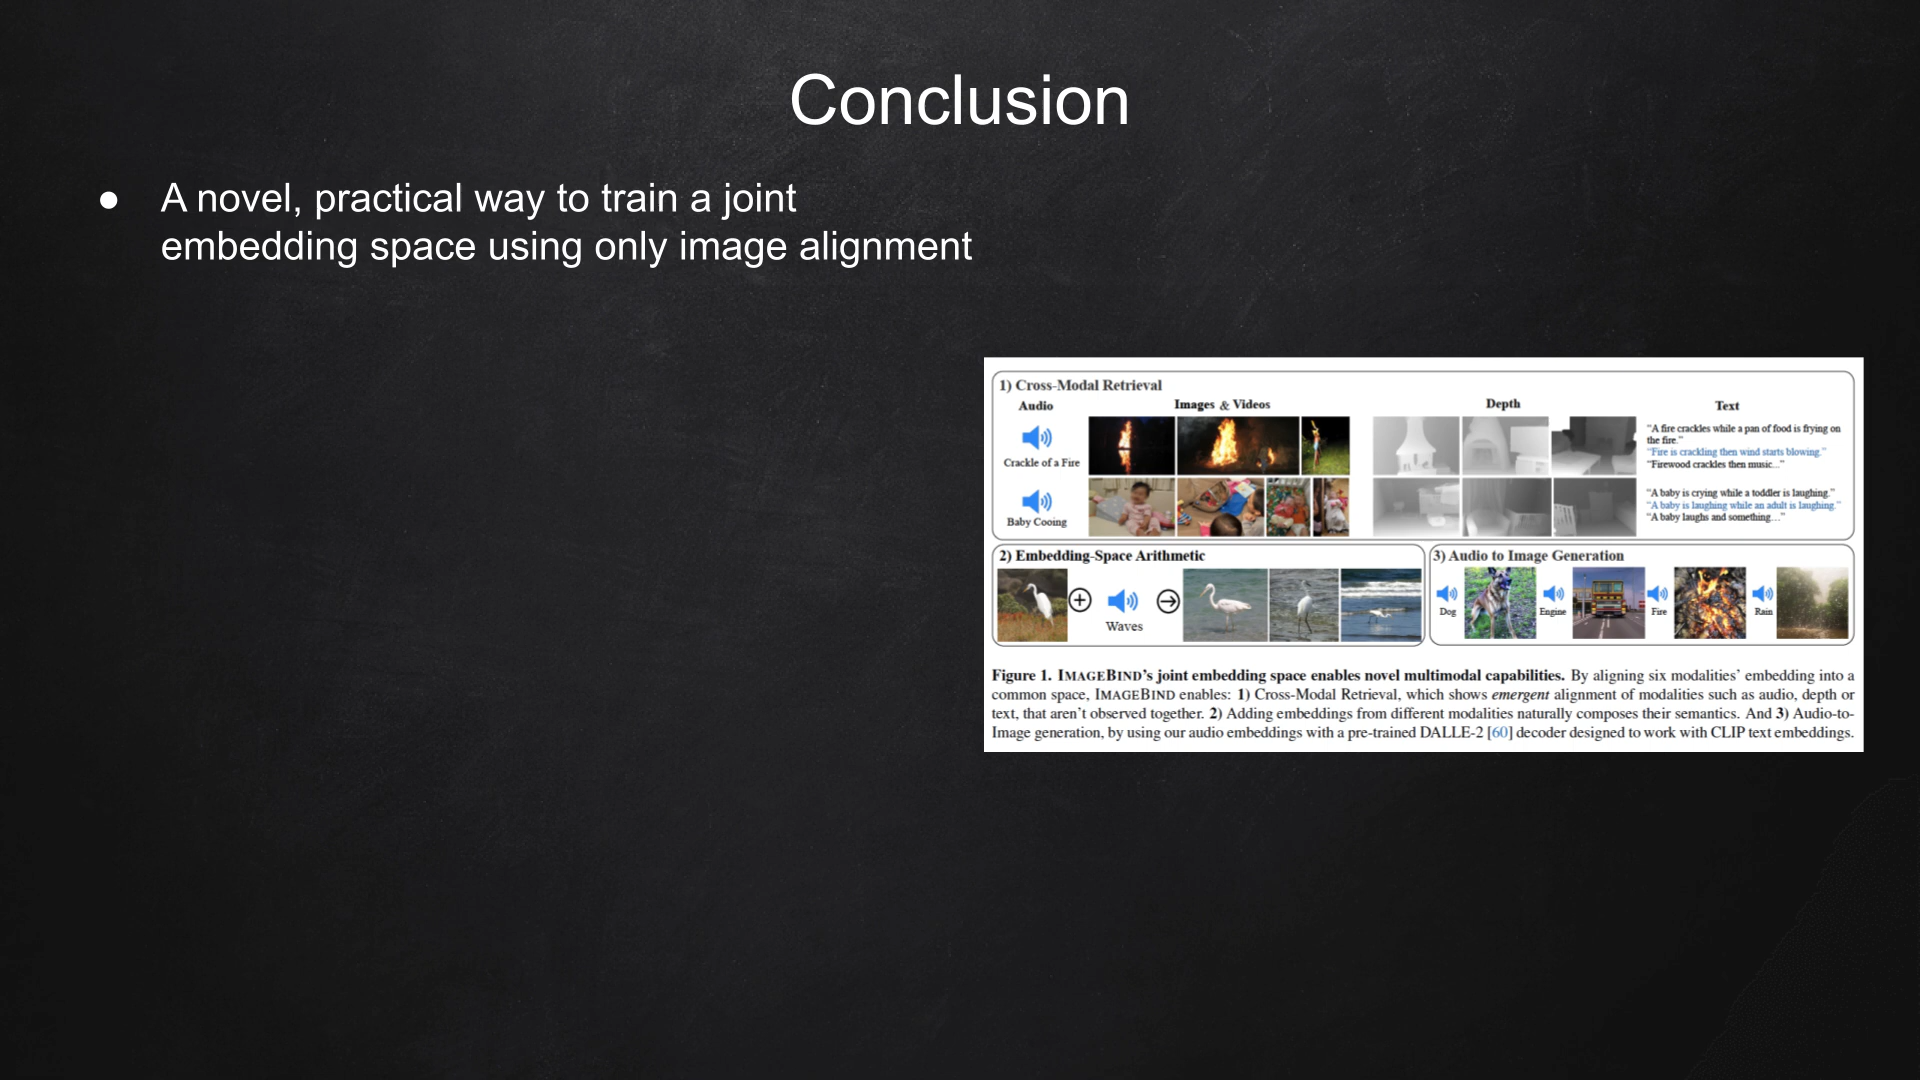 Conclusion
● A novel, practical way to train a joint
embedding space using only image alignment
1) Cross-Modal Retrieval
Audio
Images & Videos
Depth
Text
Crackle of a Fire
"A fire crackles while a pan of food is frying on
the fire."
"Fire is crackling then wind starts blowing."
"Firewood crackles then music..."
Baby Cooing
"A baby is crying while a toddler is laughing."
"A baby is laughing while an adult is laughing."
"A baby laughs and something..."
2) Embedding-Space Arithmetic
Waves
3) Audio to Image Generation
Dog
Engine
Fire
Rain
Figure 1. IMAGEBIND's joint embedding space enables novel multimodal capabilities. By aligning six modalities' embedding into a
common space, IMAGEBIND enables: 1) Cross-Modal Retrieval, which shows emergent alignment of modalities such as audio, depth or
text, that aren't observed together. 2) Adding embeddings from different modalities naturally composes their semantics. And 3) Audio-to-
Image generation, by using our audio embeddings with a pre-trained DALLE-2 [60] decoder designed to work with CLIP text embeddings.